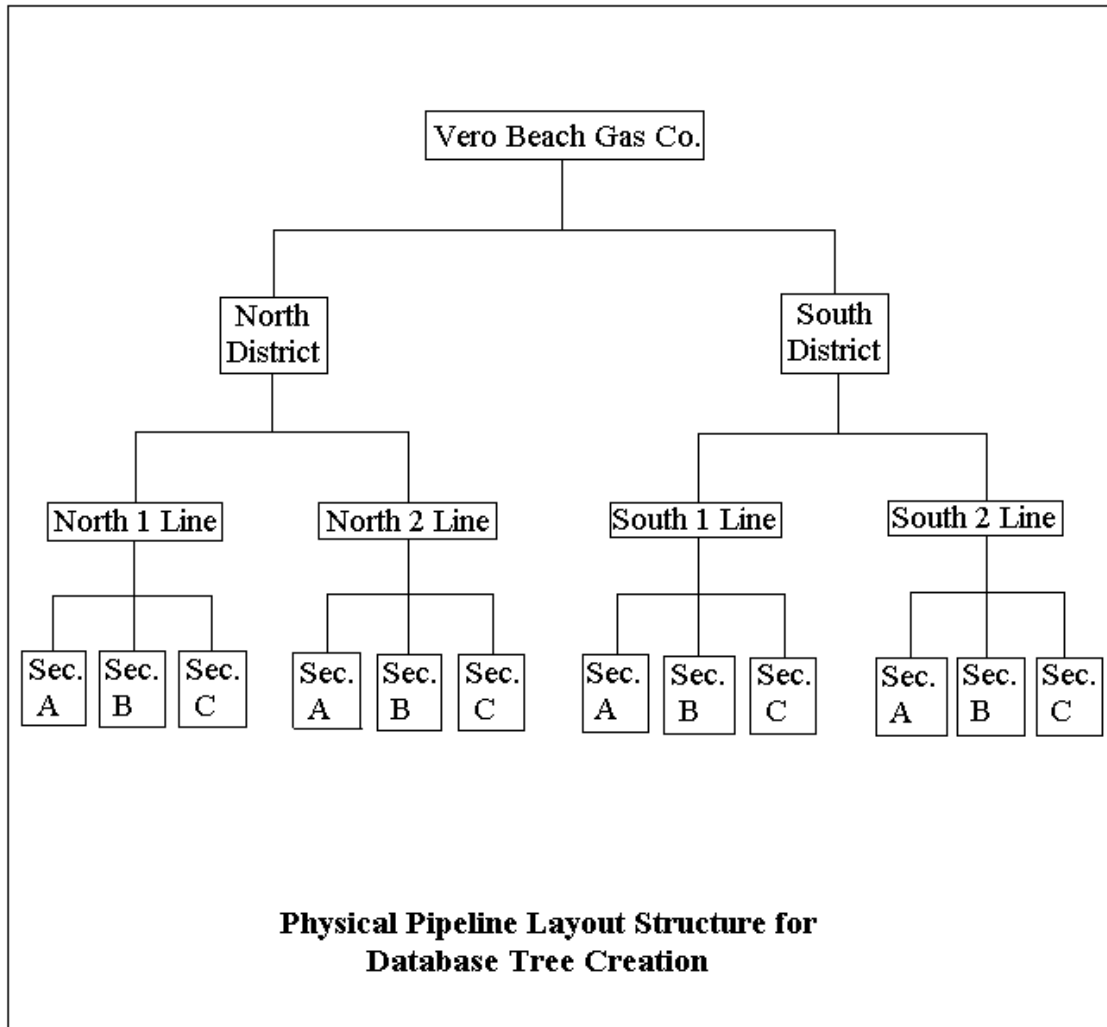 Vero Beach Gas Co.
North
District
South
District
North 1 Line
North 2 Line
South 1 Line
South 2 Line
Sec.
A
Sec.
B
Sec.
C
Sec.
A
Sec.
B
Sec.
C
Sec.
A
Sec.
B
Sec.
C
Sec.
A
Sec.
B
Sec.
C
Physical Pipeline Layout Structure for
Database Tree Creation